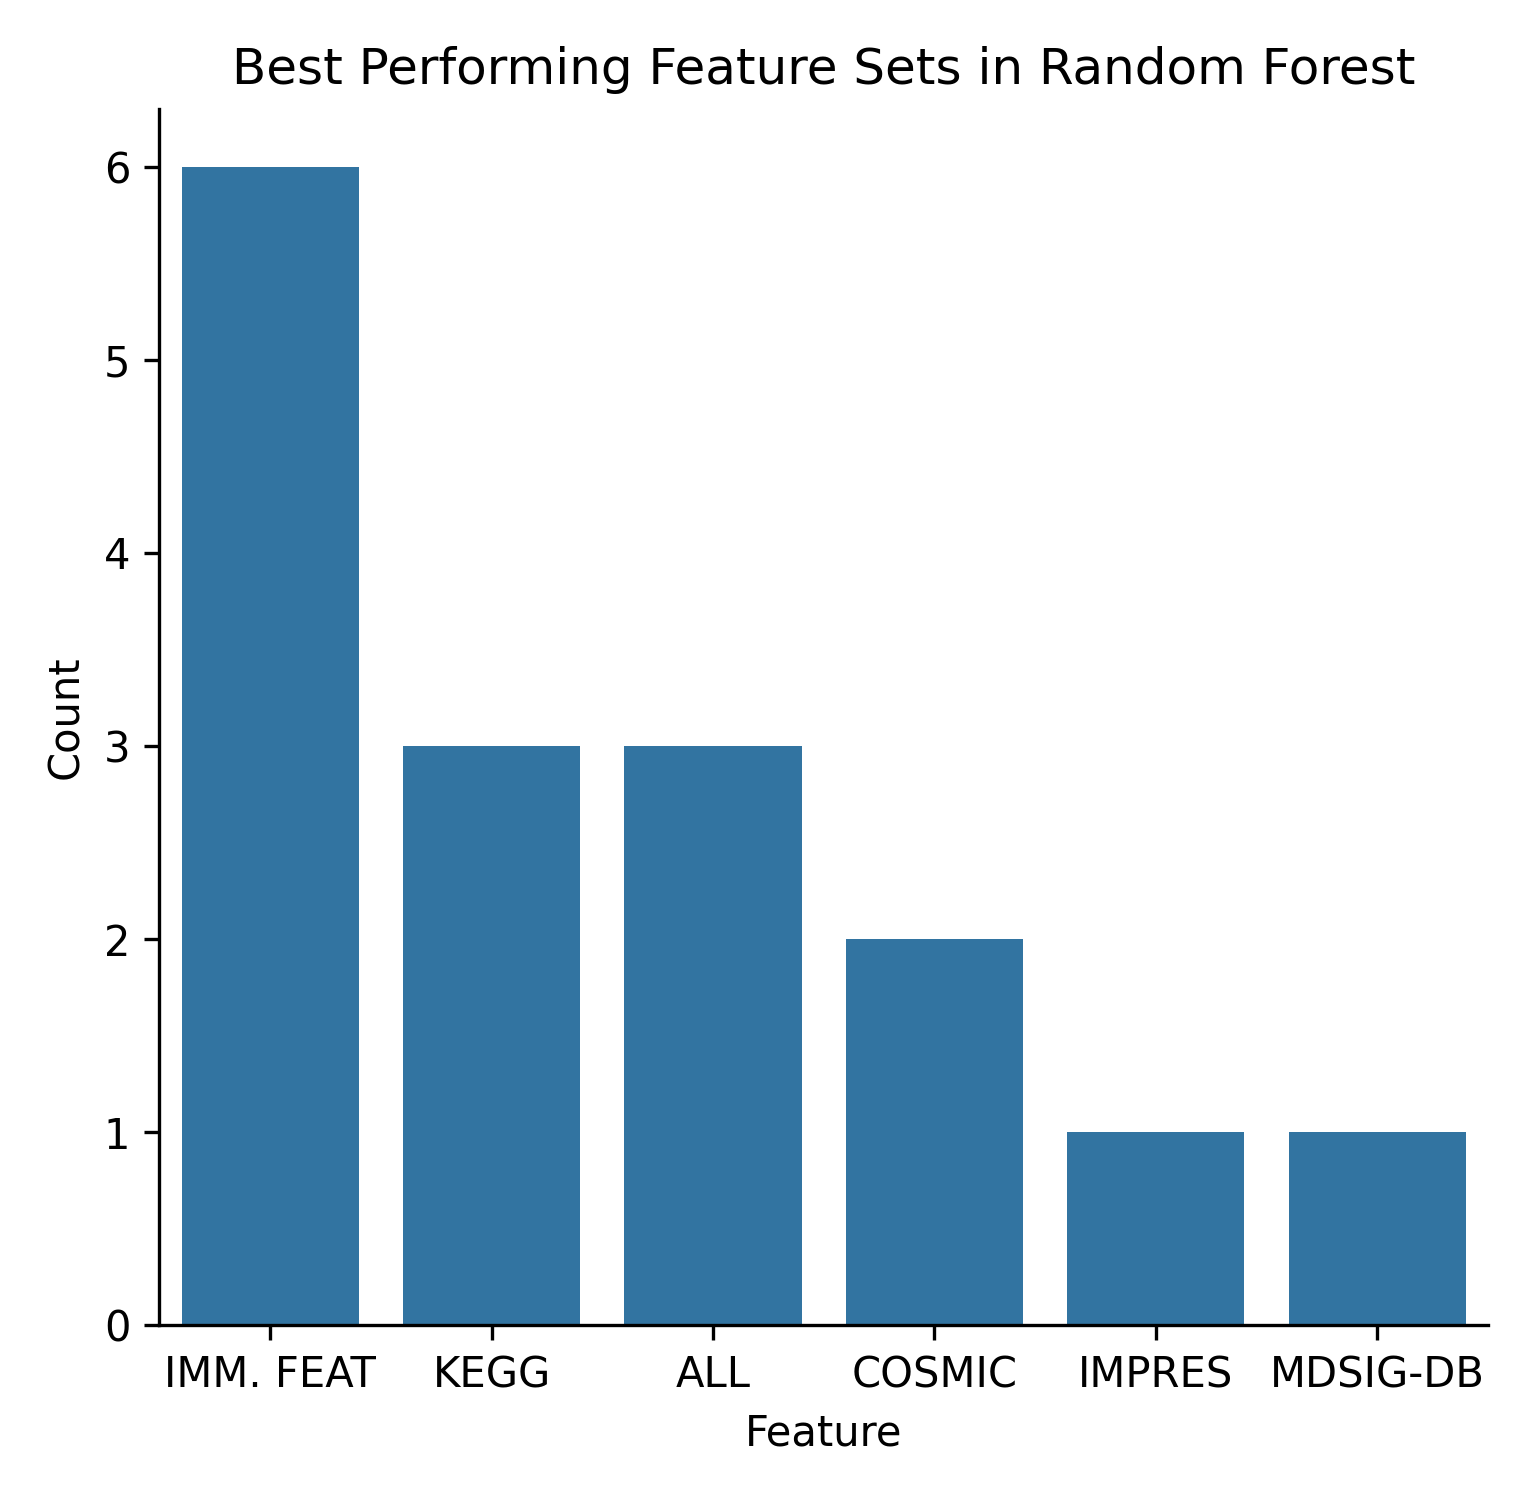 Best Performing Feature Sets in Random Forest
6
5
4
3
2
1
0
Count
IMM. FEAT KEGG ALL COSMIC IMPRES MDSIG-DB
Feature